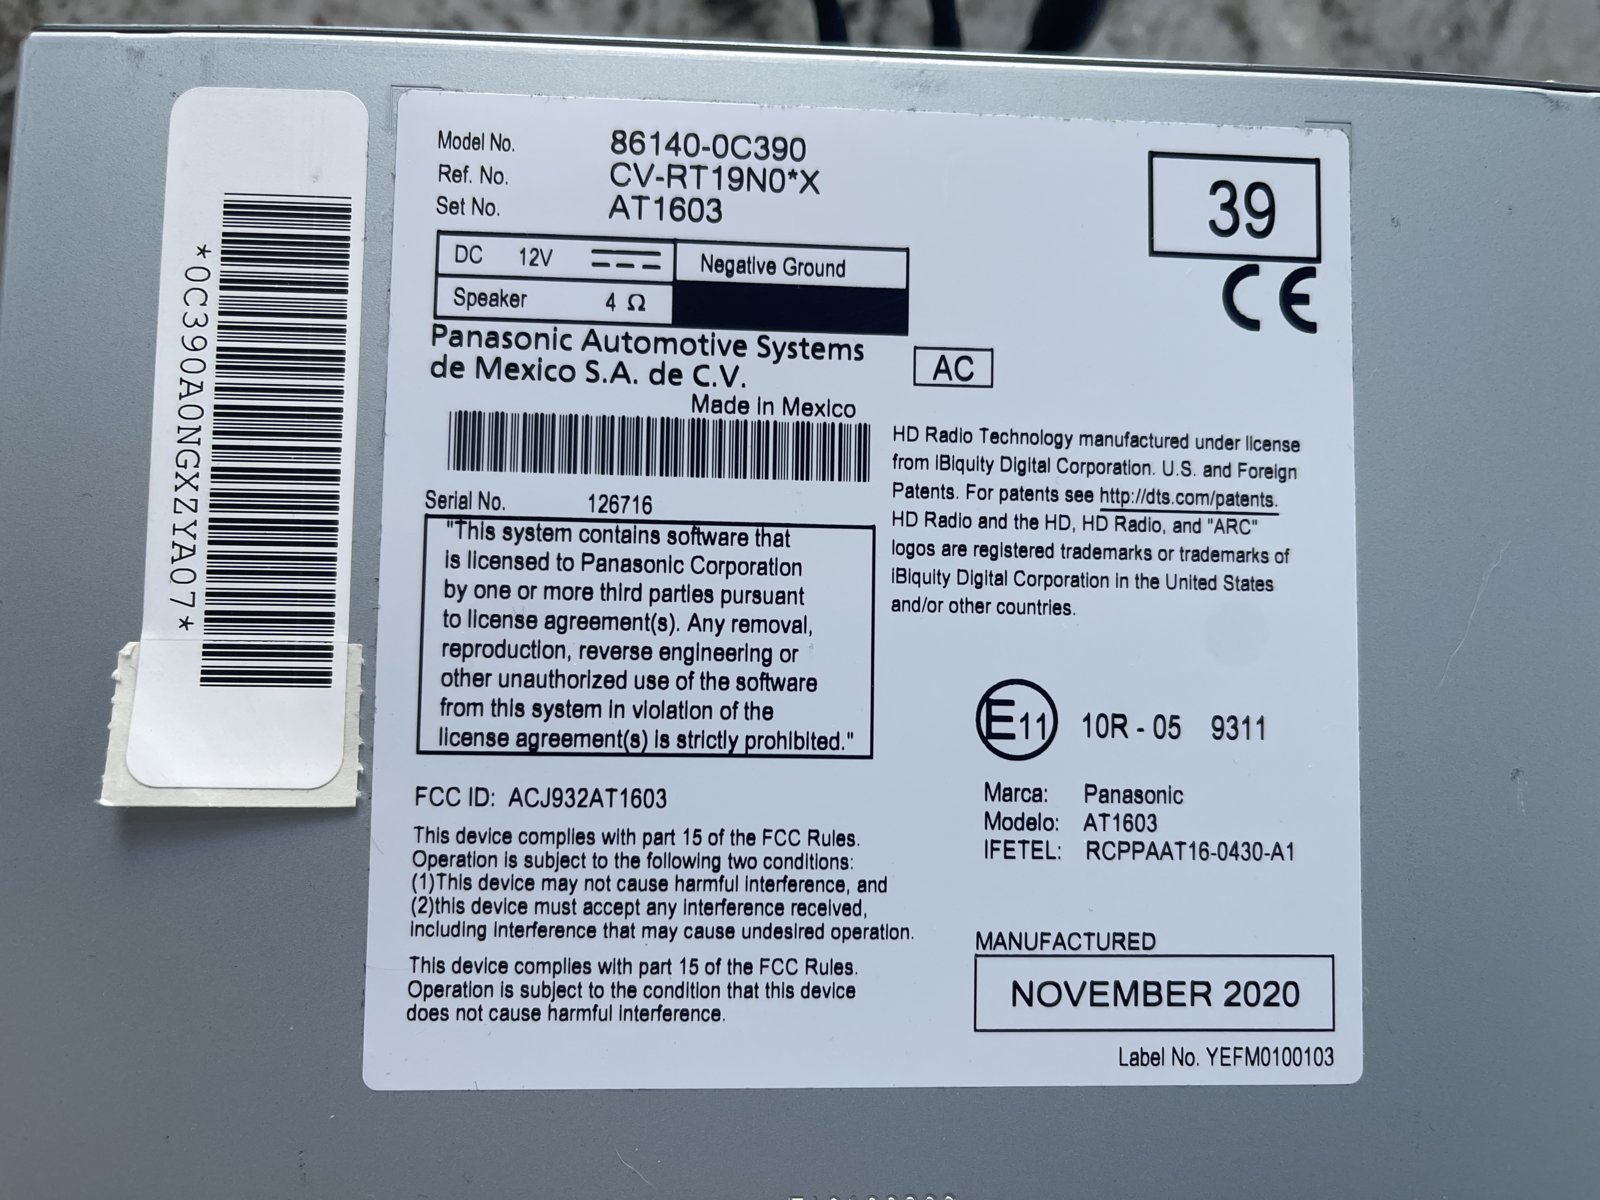 *0C390A0NGXZYA07*
Model No. 86140-0C390
Ref. No. CV-RT19N0*X
Set No. AT1603
39
CE
DC 12V
Negative Ground
Speaker 4 Ω
Panasonic Automotive Systems
de Mexico S.A. de C.V.
AC
Made In Mexico
Serial No. 126716
"This system contains software that
is licensed to Panasonic Corporation
by one or more third parties pursuant
to license agreement(s). Any removal,
reproduction, reverse engineering or
other unauthorized use of the software
from this system in violation of the
license agreement(s) is strictly prohibited."
HD Radio Technology manufactured under license
from iBiquity Digital Corporation. U.S. and Foreign
Patents. For patents see http://dts.com/patents.
HD Radio and the HD, HD Radio, and "ARC"
logos are registered trademarks or trademarks of
iBiquity Digital Corporation in the United States
and/or other countries.
E11 10R - 05 9311
FCC ID: ACJ932AT1603
This device complies with part 15 of the FCC Rules.
Operation is subject to the following two conditions:
(1)This device may not cause harmful interference, and
(2)this device must accept any interference received,
including interference that may cause undesired operation.
This device complies with part 15 of the FCC Rules.
Operation is subject to the condition that this device
does not cause harmful interference.
Marca: Panasonic
Modelo: AT1603
IFETEL: RCPPAAT16-0430-A1
MANUFACTURED
NOVEMBER 2020
Label No. YEFM0100103